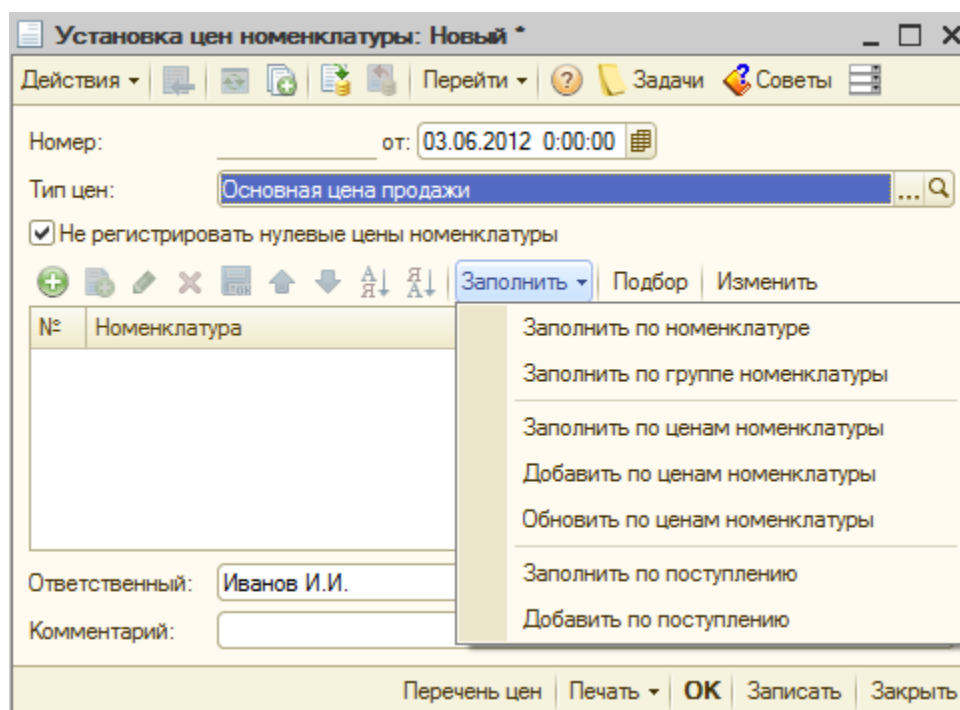 Установка цен номенклатуры: Новый *
Действия Перейти Задачи Советы
Номер: от: 03.06.2012 0:00:00
Тип цен: Основная цена продажи ...
Не регистрировать нулевые цены номенклатуры
Заполнить Подбор Изменить
№ Номенклатура
Заполнить по номенклатуре
Заполнить по группе номенклатуры
Заполнить по ценам номенклатуры
Добавить по ценам номенклатуры
Обновить по ценам номенклатуры
Заполнить по поступлению
Добавить по поступлению
Ответственный: Иванов И.И.
Комментарий:
Перечень цен Печать OK Записать Закрыть